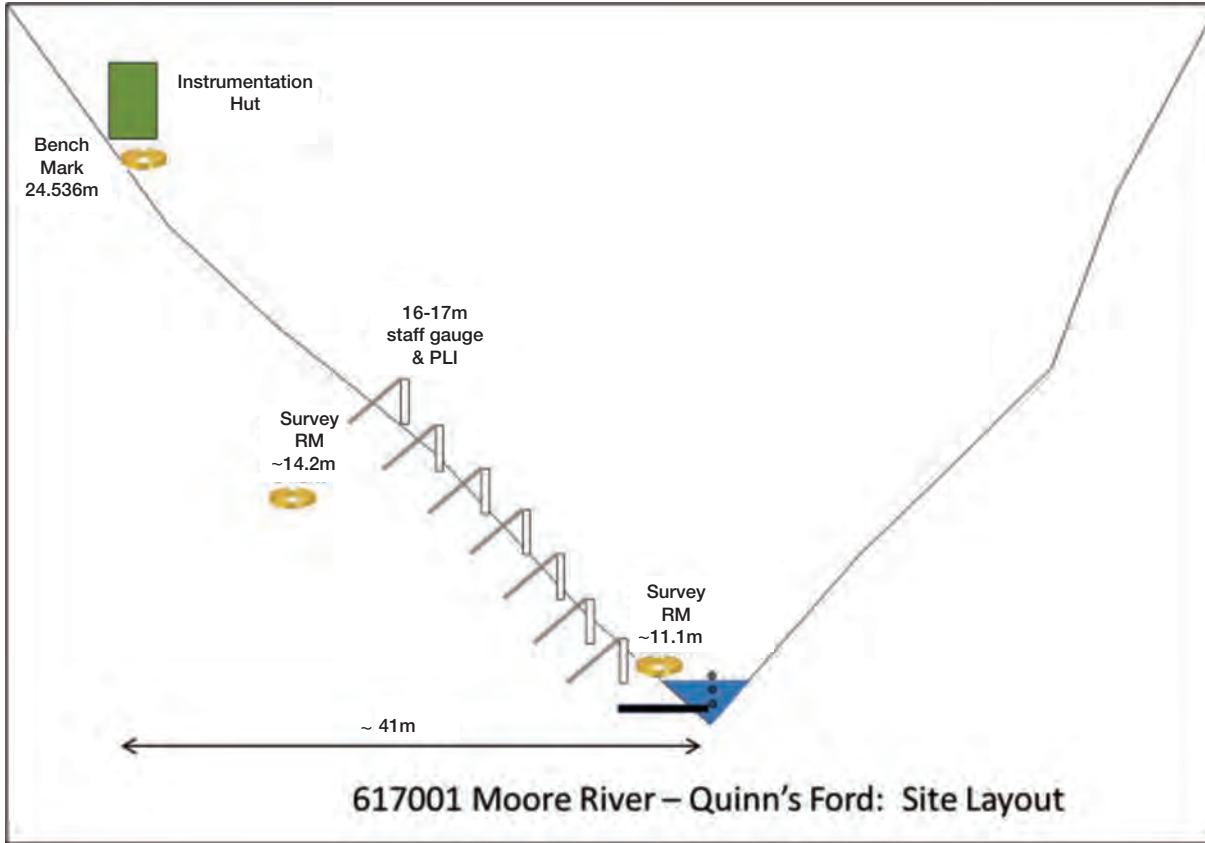 Instrumentation
Hut
Bench
Mark
24.536m
16-17m
staff gauge
& PLI
Survey
RM
~14.2m
Survey
RM
~11.1m
~ 41m
617001 Moore River – Quinn's Ford: Site Layout